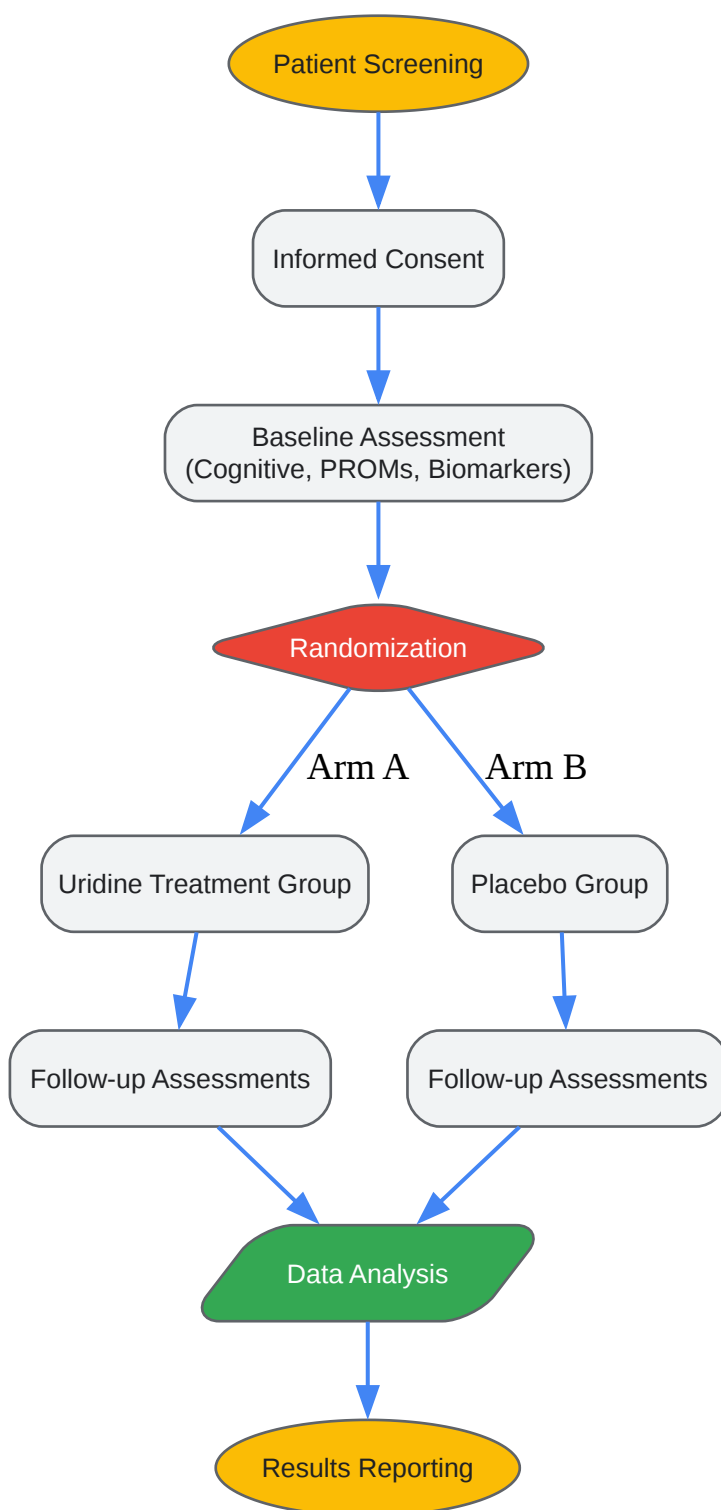 Patient Screening
Informed Consent
Baseline Assessment
(Cognitive, PROMs, Biomarkers)
Randomization
Arm A
Arm B
Uridine Treatment Group
Placebo Group
Follow-up Assessments
Follow-up Assessments
Data Analysis
Results Reporting